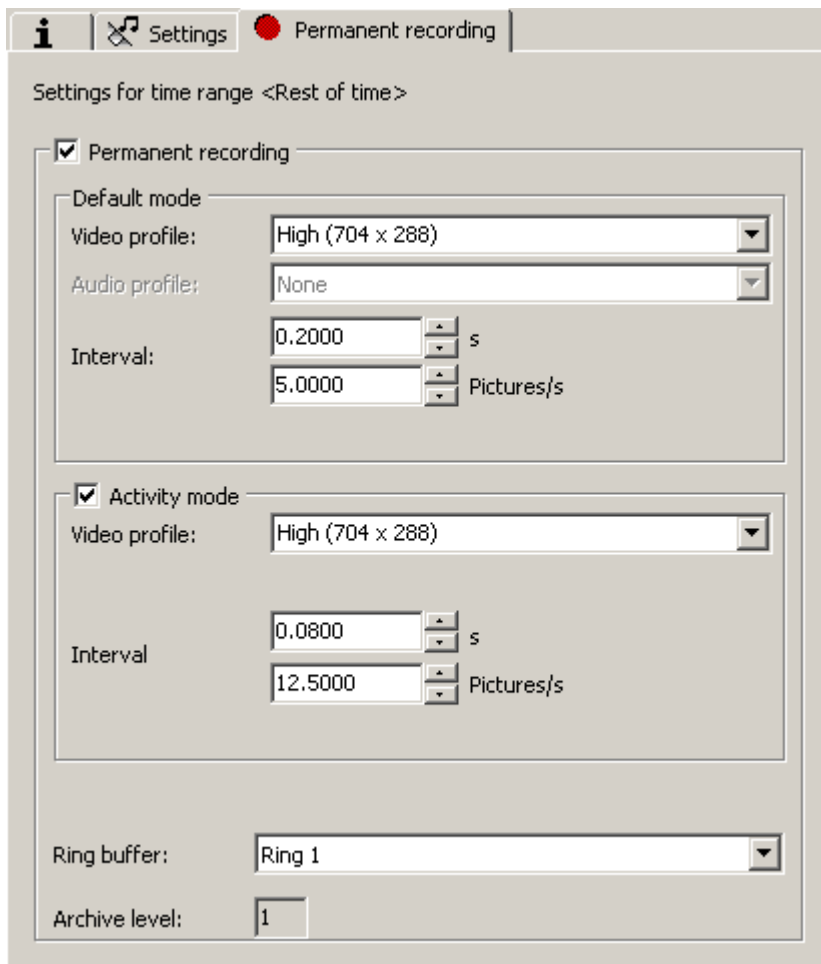 Settings Permanent recording
Settings for time range <Rest of time>
Permanent recording
Default mode
Video profile: High (704 x 288)
Audio profile: None
0.2000 s
Interval:
5.0000 Pictures/s
Activity mode
Video profile: High (704 x 288)
0.0800 s
Interval
12.5000 Pictures/s
Ring buffer: Ring 1
Archive level: 1